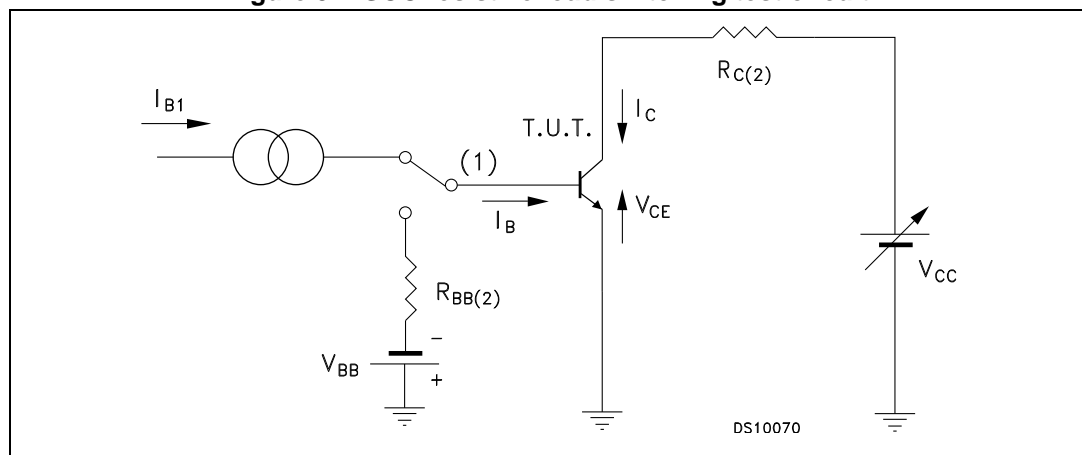 R_C(2)
I_B1
I_C
T.U.T.
(1)
V_CE
I_B
V_CC
R_BB(2)
−
V_BB
+
DS10070